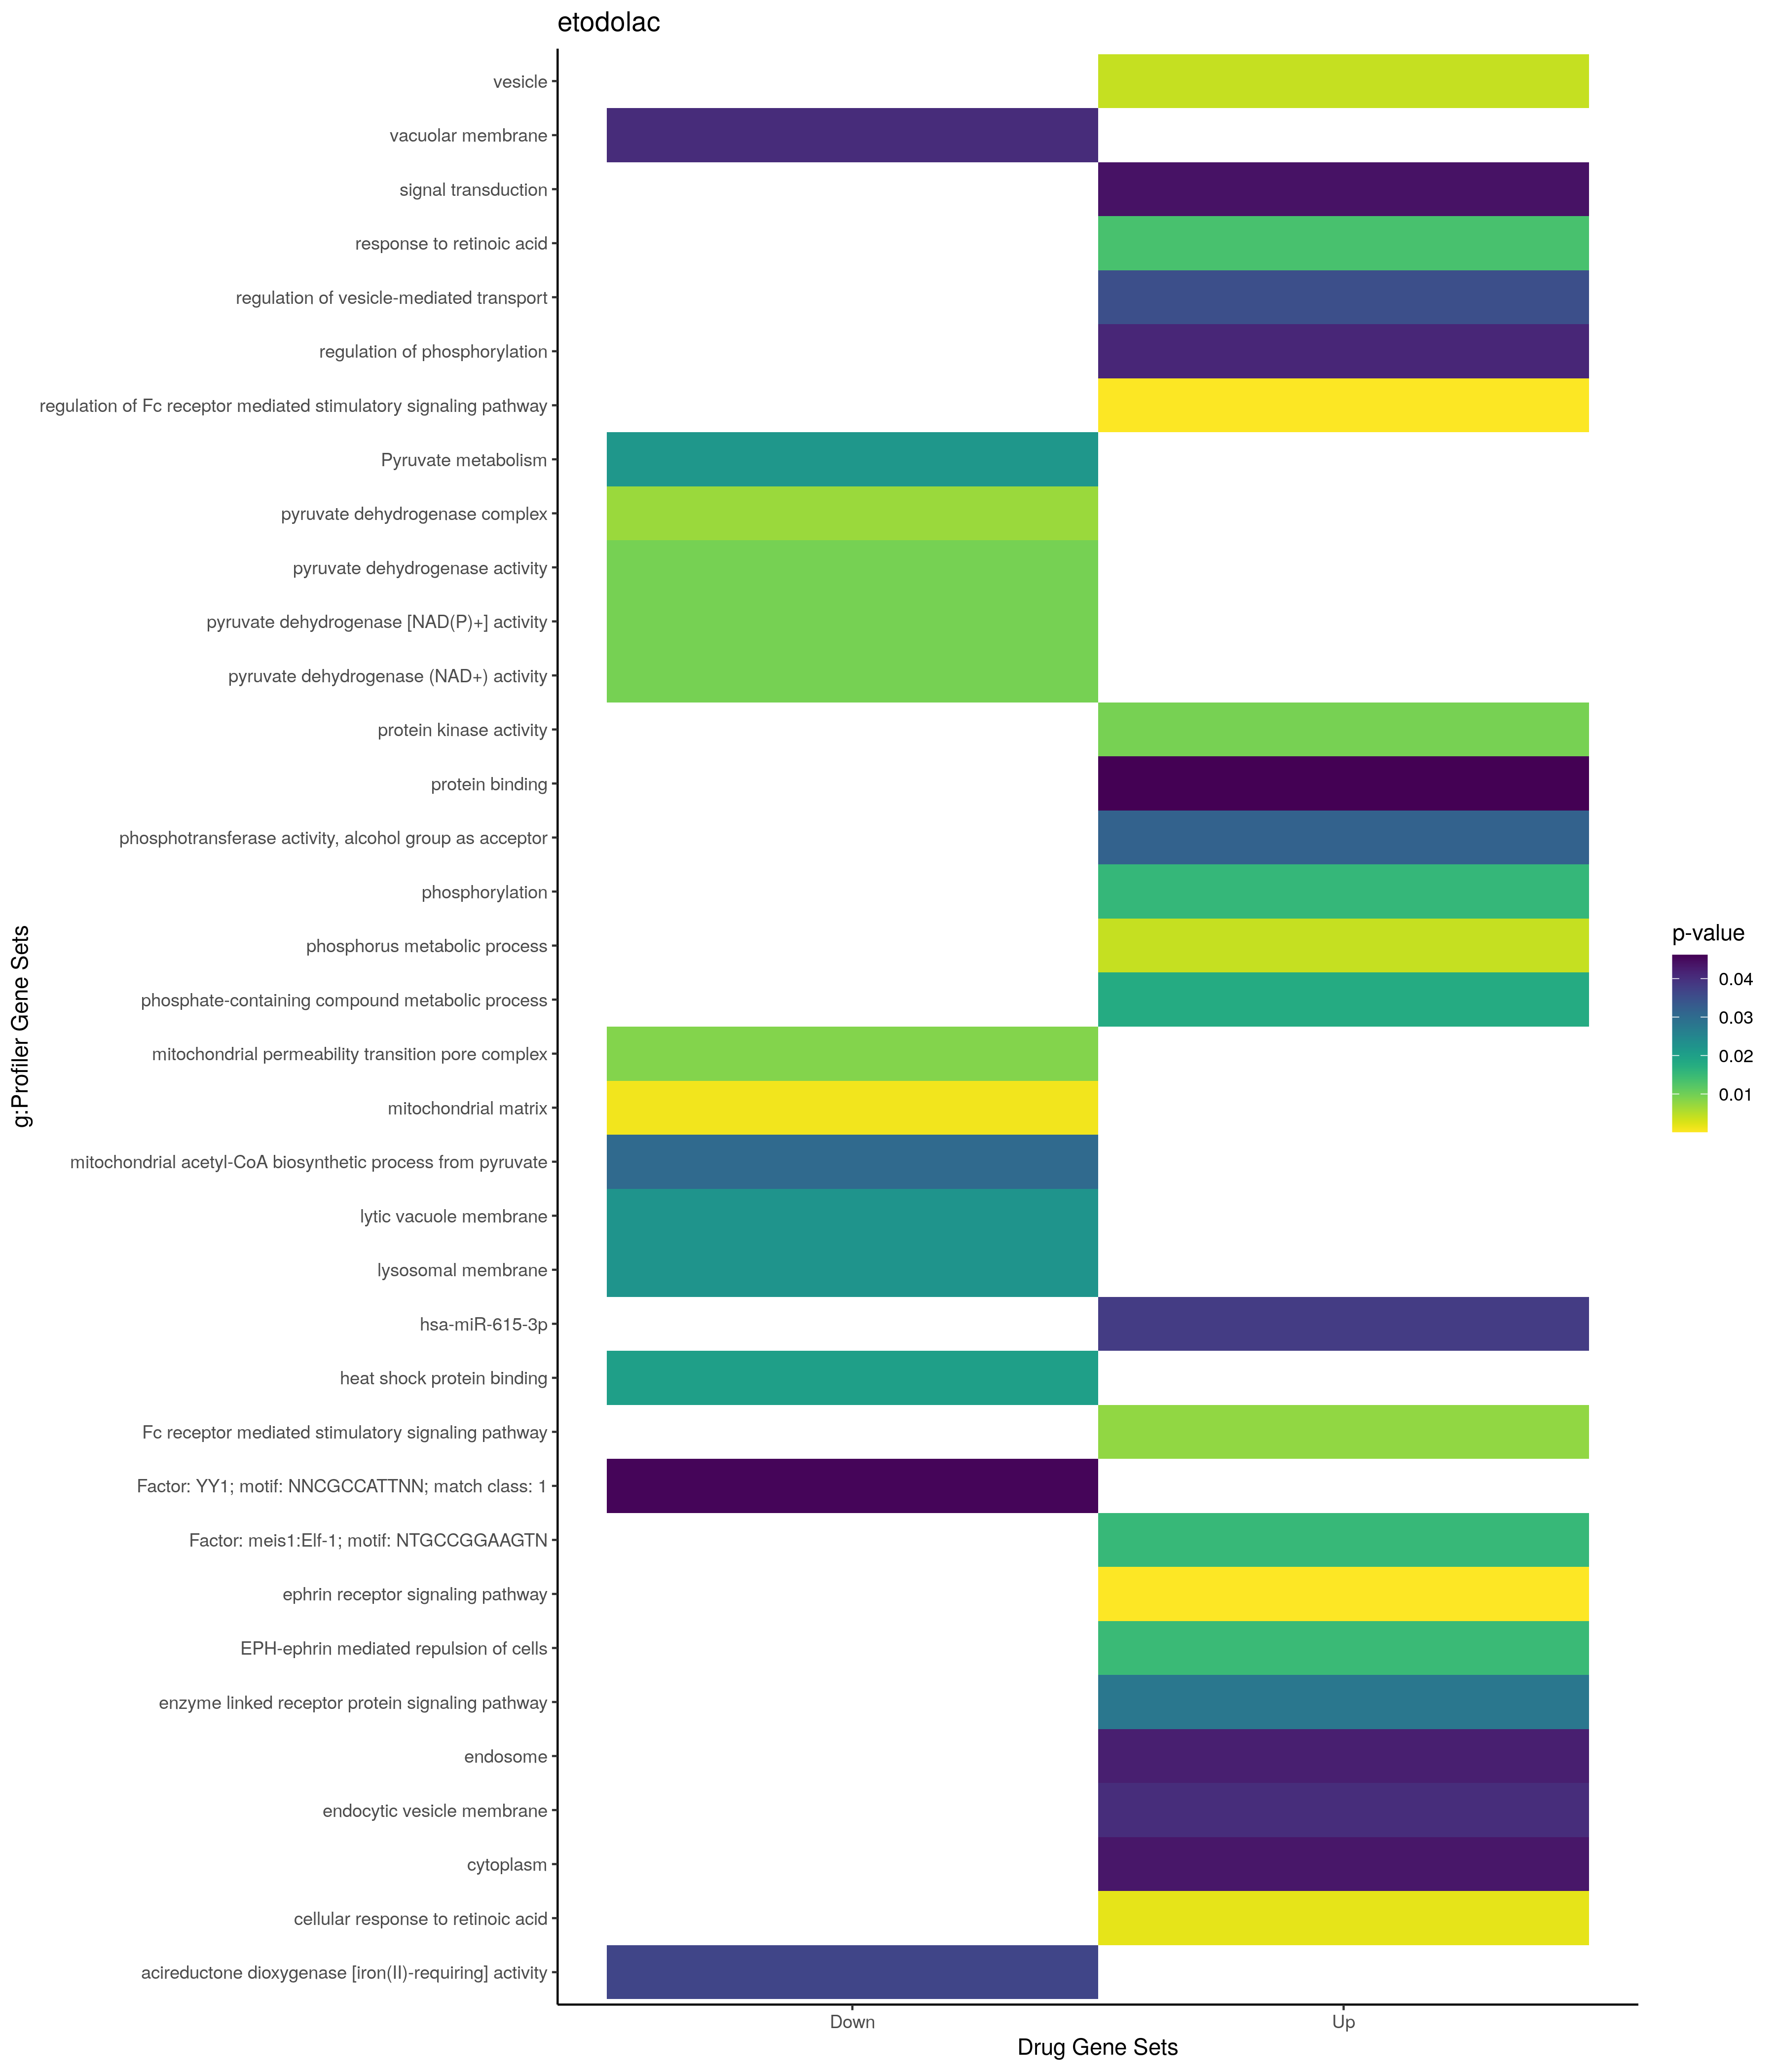 etodolac
vesicle
vacuolar membrane
signal transduction
response to retinoic acid
regulation of vesicle-mediated transport
regulation of phosphorylation
regulation of Fc receptor mediated stimulatory signaling pathway
Pyruvate metabolism
pyruvate dehydrogenase complex
pyruvate dehydrogenase activity
pyruvate dehydrogenase [NAD(P)+] activity
pyruvate dehydrogenase (NAD+) activity
protein kinase activity
protein binding
phosphotransferase activity, alcohol group as acceptor
phosphorylation
phosphorus metabolic process
phosphate-containing compound metabolic process
mitochondrial permeability transition pore complex
mitochondrial matrix
mitochondrial acetyl-CoA biosynthetic process from pyruvate
lytic vacuole membrane
lysosomal membrane
hsa-miR-615-3p
heat shock protein binding
Fc receptor mediated stimulatory signaling pathway
Factor: YY1; motif: NNCGCCATTNN; match class: 1
Factor: meis1:Elf-1; motif: NTGCCGGAAGTN
ephrin receptor signaling pathway
EPH-ephrin mediated repulsion of cells
enzyme linked receptor protein signaling pathway
endosome
endocytic vesicle membrane
cytoplasm
cellular response to retinoic acid
acireductone dioxygenase [iron(II)-requiring] activity
g:Profiler Gene Sets
Down
Up
Drug Gene Sets
p-value
0.04
0.03
0.02
0.01